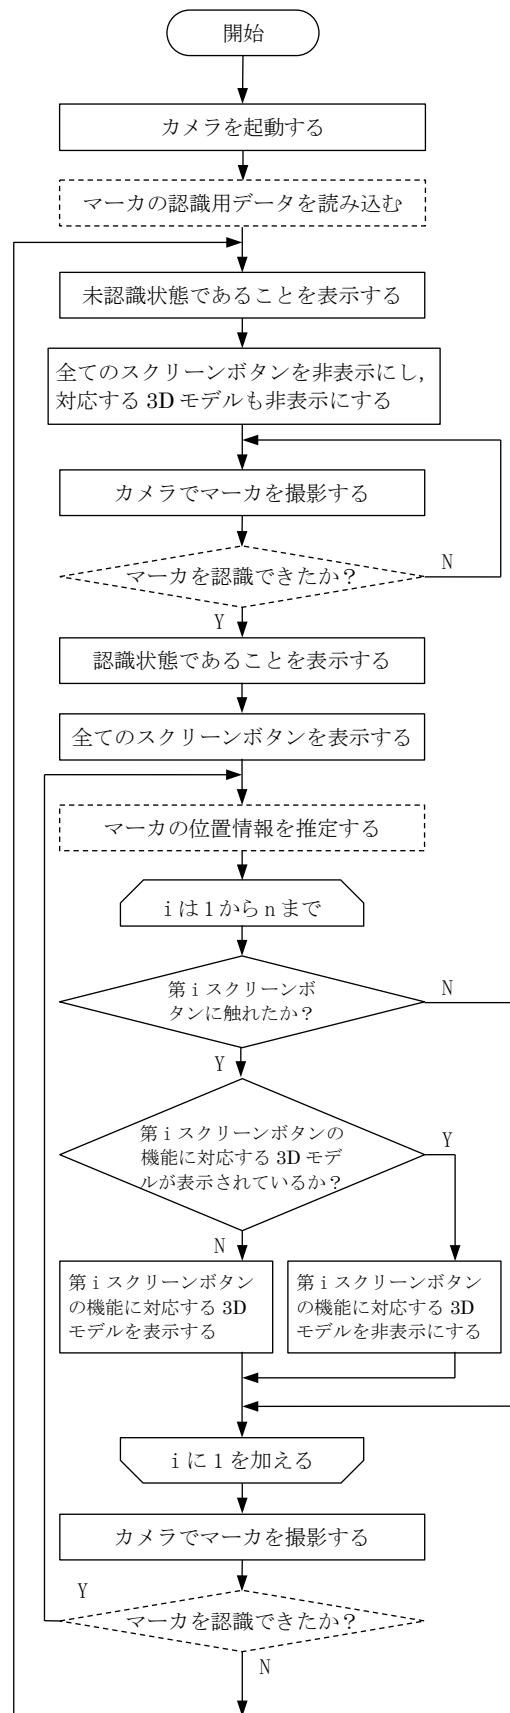 開始
カメラを起動する
マーカの認識用データを読み込む
未認識状態であることを表示する
全てのスクリーンボタンを非表示にし,
対応する 3D モデルも非表示にする
カメラでマーカを撮影する
マーカを認識できたか？
N
Y
認識状態であることを表示する
全てのスクリーンボタンを表示する
マーカの位置情報を推定する
i は 1 から n まで
第 i スクリーンボ
タンに触れたか？
N
Y
第 i スクリーンボタンの
機能に対応する 3D モデ
ルが表示されているか？
Y
N
第 i スクリーンボタン
の機能に対応する 3D
モデルを表示する
第 i スクリーンボタン
の機能に対応する 3D
モデルを非表示にする
i に 1 を加える
カメラでマーカを撮影する
Y
マーカを認識できたか？
N